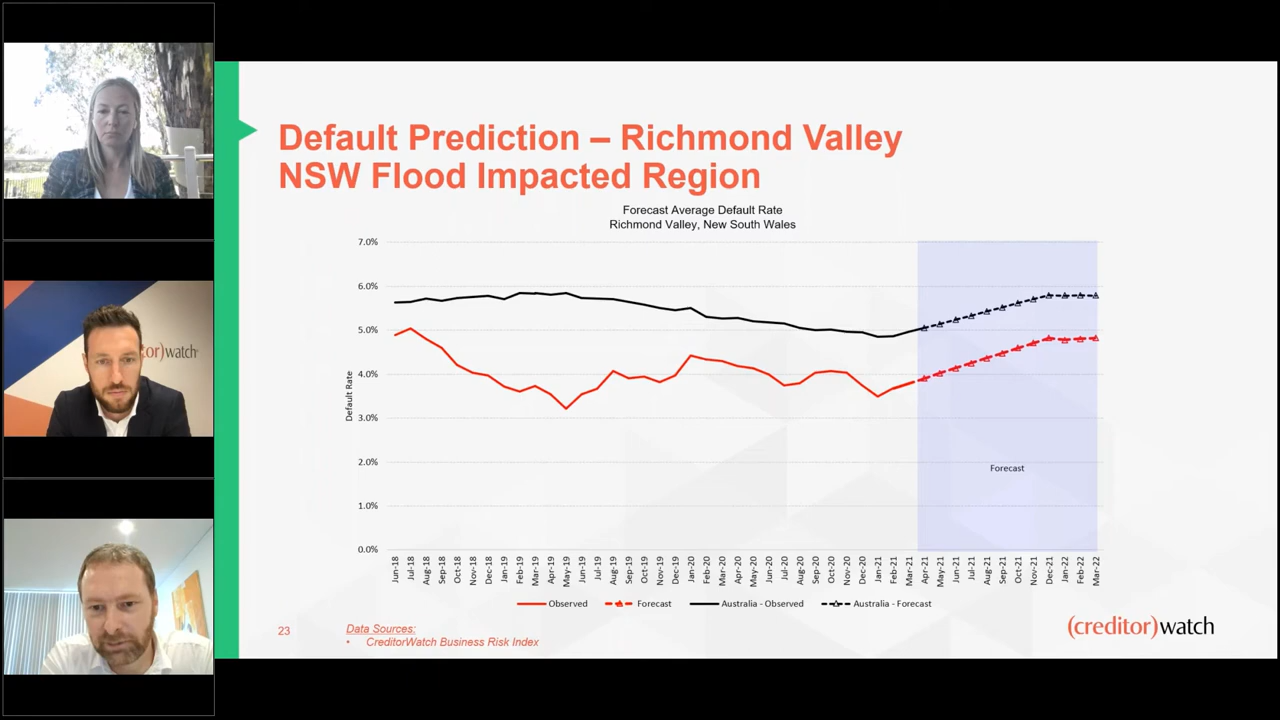 Default Prediction – Richmond Valley
NSW Flood Impacted Region
Forecast Average Default Rate
Richmond Valley, New South Wales
7.0%
6.0%
5.0%
4.0%
3.0%
2.0%
1.0%
0.0%
Default Rate
Forecast
Jun-18
Jul-18
Aug-18
Sep-18
Oct-18
Nov-18
Dec-18
Jan-19
Feb-19
Mar-19
Apr-19
May-19
Jun-19
Jul-19
Aug-19
Sep-19
Oct-19
Nov-19
Dec-19
Jan-20
Feb-20
Mar-20
Apr-20
May-20
Jun-20
Jul-20
Aug-20
Sep-20
Oct-20
Nov-20
Dec-20
Jan-21
Feb-21
Mar-21
Apr-21
May-21
Jun-21
Jul-21
Aug-21
Sep-21
Oct-21
Nov-21
Dec-21
Jan-22
Feb-22
Mar-22
Observed
Forecast
Australia - Observed
Australia - Forecast
23
Data Sources:
• CreditorWatch Business Risk Index
(creditor)watch
tor)watch